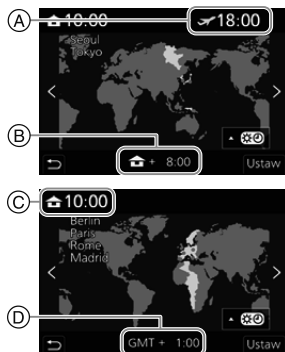 A
10:00
18:00
Seoul
Tokyo
B
+ 8:00
Ustaw
C
10:00
Berlin
Paris
Rome
Madrid
D
GMT + 1:00
Ustaw